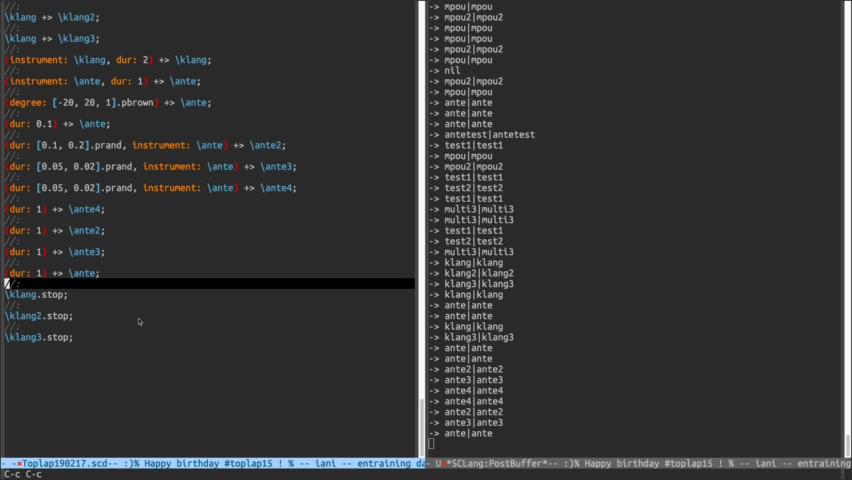 //:
\klang +> \klang2;
//:
\klang +> \klang3;
//:
(instrument: \klang, dur: 2) +> \klang;
//:
(instrument: \ante, dur: 1) +> \ante;
//:
(degree: [-20, 20, 1].pbrown) +> \ante;
//:
(dur: 0.1) +> \ante;
//:
(dur: [0.1, 0.2].prand, instrument: \ante) +> \ante2;
//:
(dur: [0.05, 0.02].prand, instrument: \ante) +> \ante3;
//:
(dur: [0.05, 0.02].prand, instrument: \ante) +> \ante4;
//:
(dur: 1) +> \ante4;
//:
(dur: 1) +> \ante2;
//:
(dur: 1) +> \ante3;
//:
(dur: 1) +> \ante;
//:
\klang.stop;
//:
\klang2.stop;
//:
\klang3.stop;
-> mpou|mpou
-> mpou2|mpou2
-> mpou|mpou
-> mpou|mpou
-> mpou2|mpou2
-> mpou|mpou
-> nil
-> mpou2|mpou2
-> mpou|mpou
-> ante|ante
-> ante|ante
-> ante|ante
-> antetest|antetest
-> test1|test1
-> mpou|mpou
-> mpou2|mpou2
-> test1|test1
-> test2|test2
-> test1|test1
-> multi3|multi3
-> multi3|multi3
-> test1|test1
-> test2|test2
-> multi3|multi3
-> klang|klang
-> klang2|klang2
-> klang3|klang3
-> klang|klang
-> ante|ante
-> ante|ante
-> klang|klang
-> klang3|klang3
-> ante|ante
-> ante|ante
-> ante2|ante2
-> ante3|ante3
-> ante4|ante4
-> ante4|ante4
-> ante2|ante2
-> ante3|ante3
-> ante|ante
Toplap190217.scd-- :)% Happy birthday #toplap15 ! % -- iani -- entraining da
- U *SCLang:PostBuffer*-- :)% Happy birthday #toplap15 ! % -- iani -- entraining
C-c C-c